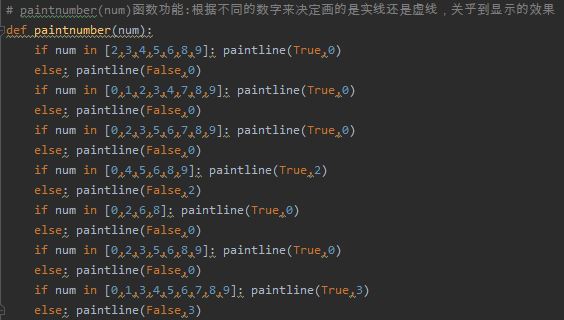 # paintnumber(num)函数功能:根据不同的数字来决定画的是实线还是虚线，关乎到显示的效果
def paintnumber(num):
    if num in [2,3,4,5,6,8,9]: paintline(True,0)
    else: paintline(False,0)
    if num in [0,1,2,3,4,7,8,9]: paintline(True,0)
    else: paintline(False,0)
    if num in [0,2,3,5,6,7,8,9]: paintline(True,0)
    else: paintline(False,0)
    if num in [0,4,5,6,8,9]: paintline(True,2)
    else: paintline(False,2)
    if num in [0,2,6,8]: paintline(True,0)
    else: paintline(False,0)
    if num in [0,2,3,5,6,8,9]: paintline(True,0)
    else: paintline(False,0)
    if num in [0,1,3,4,5,6,7,8,9]: paintline(True,3)
    else: paintline(False,3)